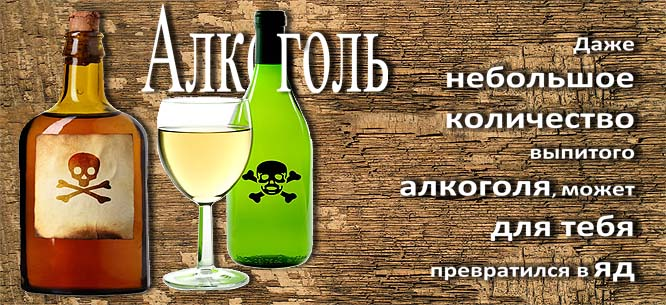 Алкоголь
Даже
небольшое
количество
выпитого
алкоголя, может
для тебя
превратился в яд